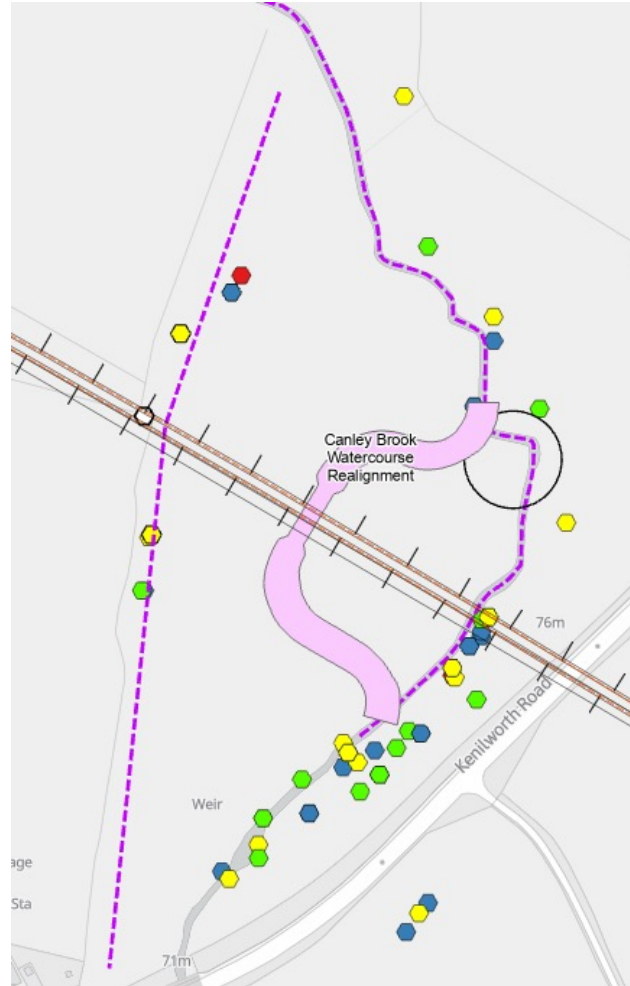 Canley Brook
Watercourse
Realignment
76m
Kenilworth Road
Weir
age
Sta
71m